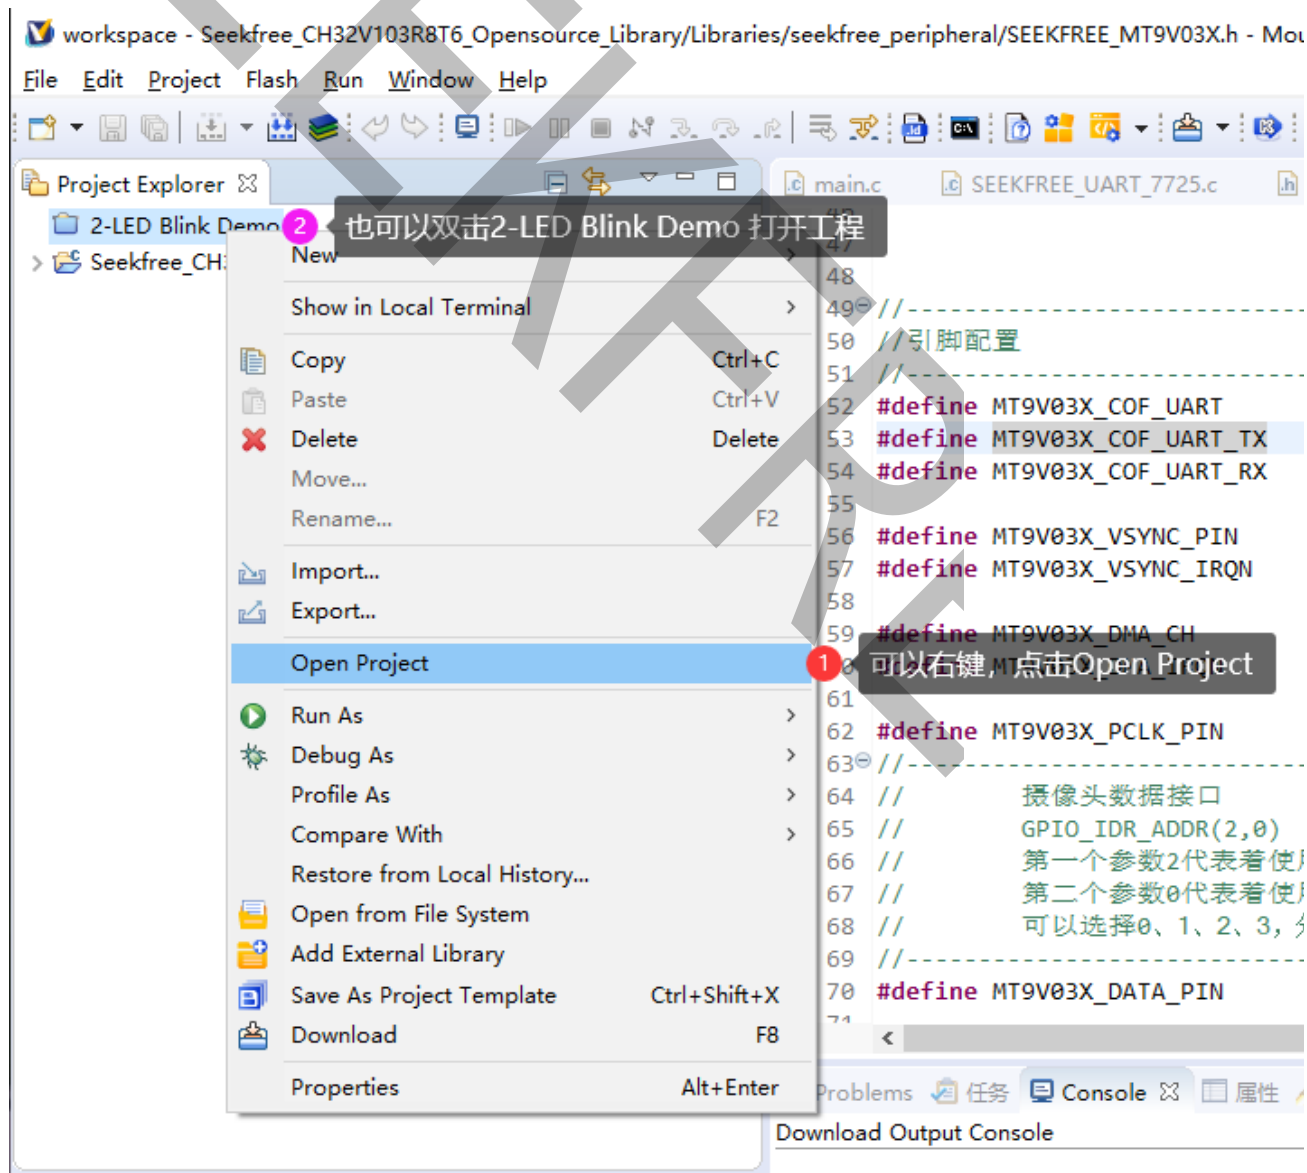 workspace - Seekfree_CH32V103R8T6_Opensource_Library/Libraries/seekfree_peripheral/SEEKFREE_MT9V03X.h - Mou
File Edit Project Flash Run Window Help
Project Explorer
main.c SEEKFREE_UART_7725.c
2-LED Blink Demo
2 也可以双击2-LED Blink Demo 打开工程
Seekfree_CH
New
Show in Local Terminal
Copy Ctrl+C
Paste Ctrl+V
Delete Delete
Move...
Rename... F2
Import...
Export...
Open Project
1 可以右键，点击Open Project
Run As
Debug As
Profile As
Compare With
Restore from Local History...
Open from File System
Add External Library
Save As Project Template Ctrl+Shift+X
Download F8
Properties Alt+Enter
47
48
49 //----------------------------
50 //引脚配置
51 //----------------------------
52 #define MT9V03X_COF_UART
53 #define MT9V03X_COF_UART_TX
54 #define MT9V03X_COF_UART_RX
55
56 #define MT9V03X_VSYNC_PIN
57 #define MT9V03X_VSYNC_IRQN
58
59 #define MT9V03X_DMA_CH
61
62 #define MT9V03X_PCLK_PIN
63 //----------------------------
64 // 摄像头数据接口
65 // GPIO_IDR_ADDR(2,0)
66 // 第一个参数2代表着使
67 // 第二个参数0代表着使
68 // 可以选择0、1、2、3，
69 //----------------------------
70 #define MT9V03X_DATA_PIN
71
Problems 任务 Console 属性
Download Output Console